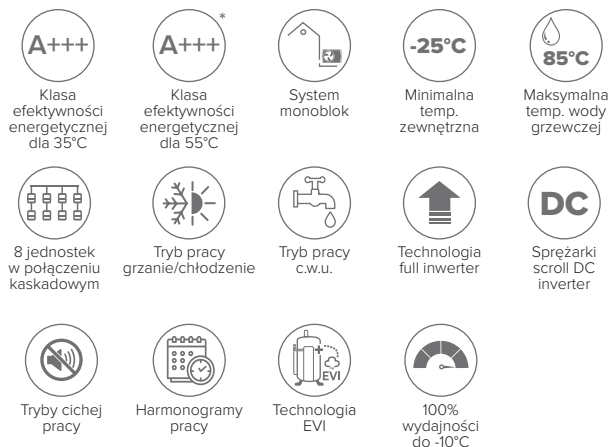 A+++
Klasa
efektywności
energetycznej
dla 35°C
A+++*
Klasa
efektywności
energetycznej
dla 55°C
System
monoblok
-25°C
Minimalna
temp.
zewnętrzna
85°C
Maksymalna
temp. wody
grzewczej
8 jednostek
w połączeniu
kaskadowym
Tryb pracy
grzanie/chłodzenie
Tryb pracy
c.w.u.
Technologia
full inwerter
DC
Sprężarki
scroll DC
inverter
Tryby cichej
pracy
Harmonogramy
pracy
EVI
Technologia
EVI
100%
wydajności
do -10°C